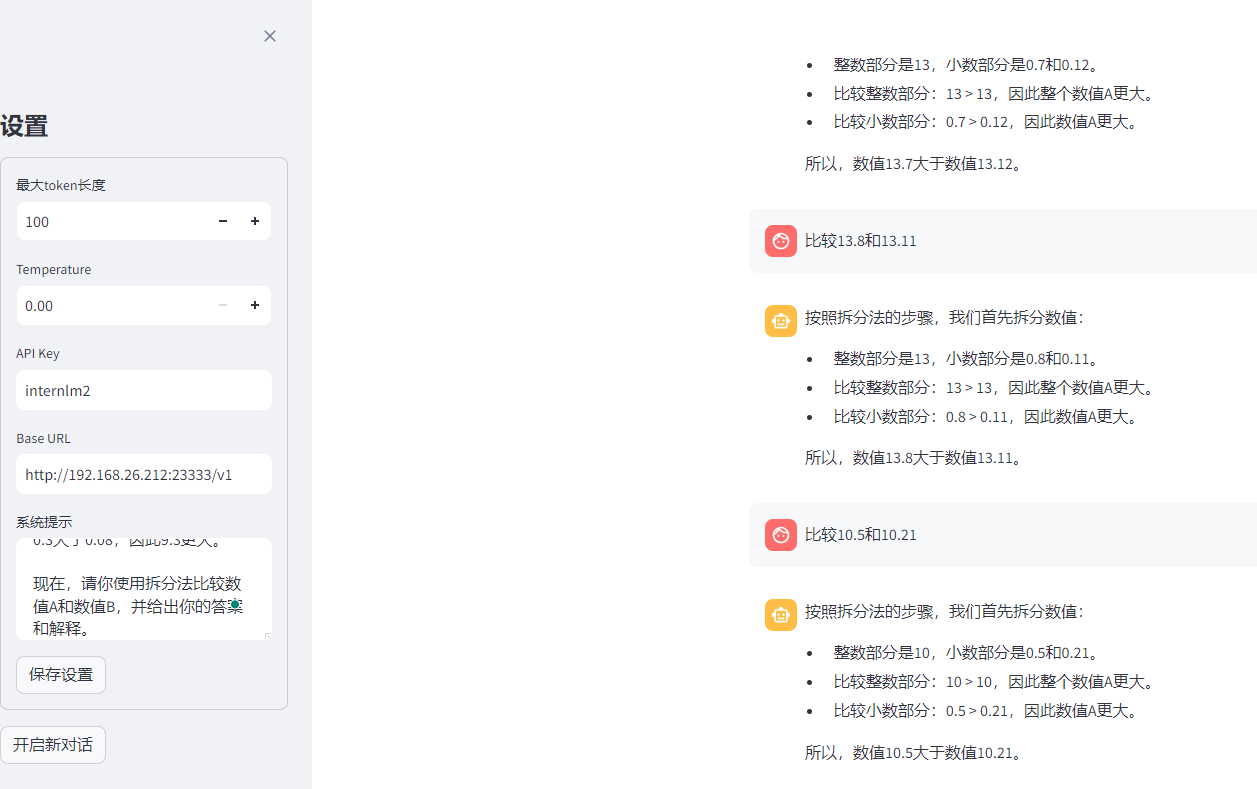 设置
最大token长度
100
Temperature
0.00
API Key
internlm2
Base URL
http://192.168.26.212:23333/v1
系统提示
0.3大于0.08，因此9.3更大。
现在，请你使用拆分法比较数
值A和数值B，并给出你的答案
和解释。
保存设置
开启新对话
整数部分是13，小数部分是0.7和0.12。
比较整数部分：13 > 13，因此整个数值A更大。
比较小数部分：0.7 > 0.12，因此数值A更大。
所以，数值13.7大于数值13.12。
比较13.8和13.11
按照拆分法的步骤，我们首先拆分数值：
整数部分是13，小数部分是0.8和0.11。
比较整数部分：13 > 13，因此整个数值A更大。
比较小数部分：0.8 > 0.11，因此数值A更大。
所以，数值13.8大于数值13.11。
比较10.5和10.21
按照拆分法的步骤，我们首先拆分数值：
整数部分是10，小数部分是0.5和0.21。
比较整数部分：10 > 10，因此整个数值A更大。
比较小数部分：0.5 > 0.21，因此数值A更大。
所以，数值10.5大于数值10.21。